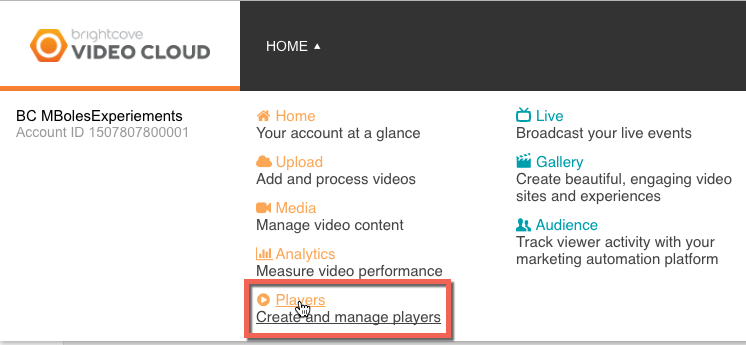 brightcove
VIDEO CLOUD
HOME ▲
BC MBolesExperiements
Account ID 1507807800001
Home
Your account at a glance
Upload
Add and process videos
Media
Manage video content
Analytics
Measure video performance
Players
Create and manage players
Live
Broadcast your live events
Gallery
Create beautiful, engaging video
sites and experiences
Audience
Track viewer activity with your
marketing automation platform